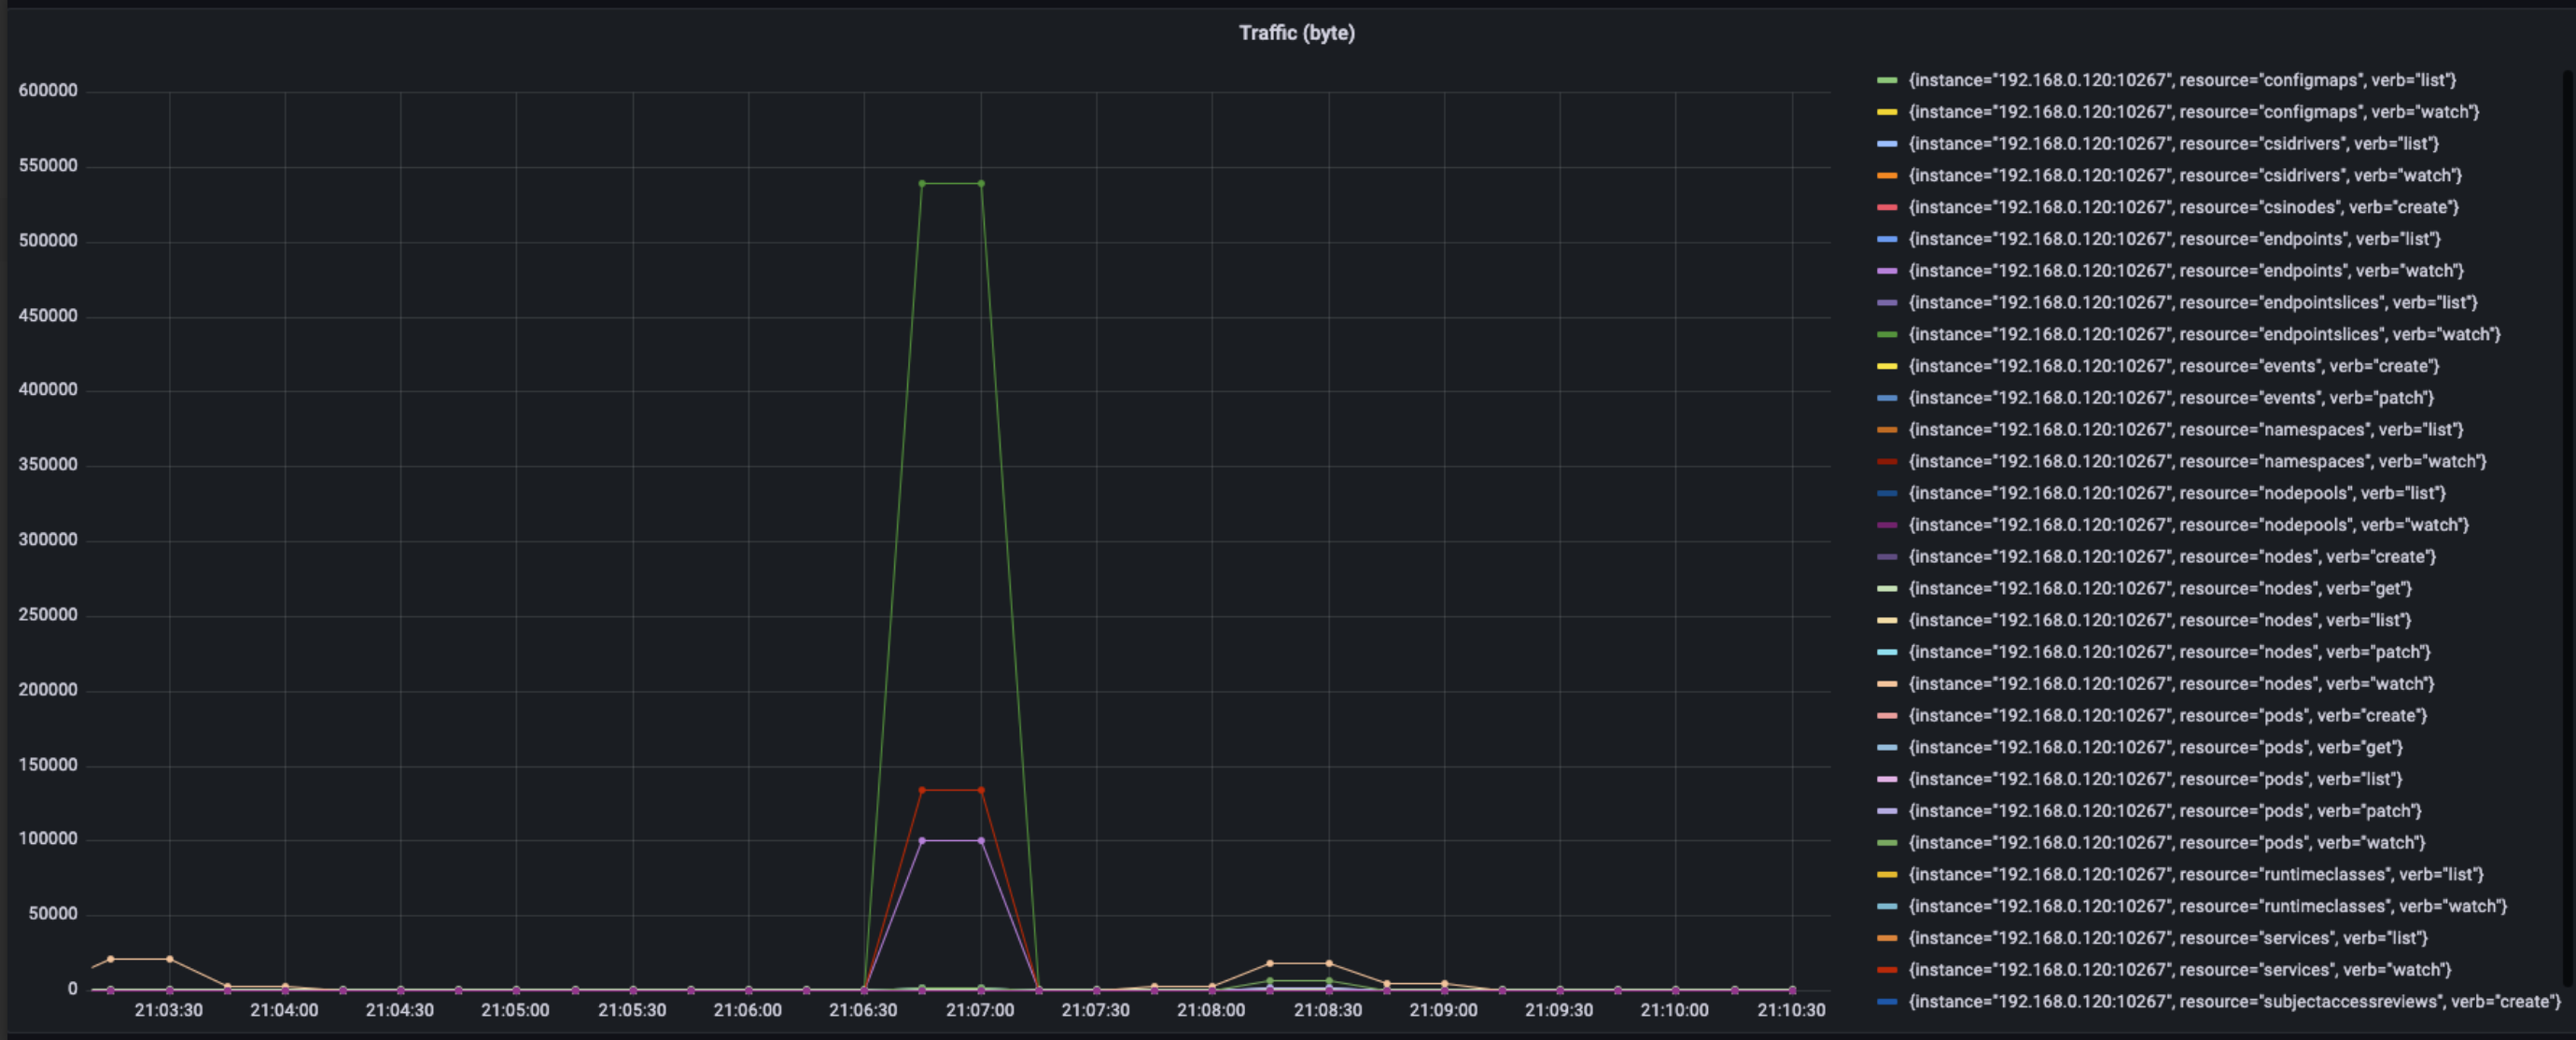 Traffic (byte)
600000
550000
500000
450000
400000
350000
300000
250000
200000
150000
100000
50000
0
21:03:30 21:04:00 21:04:30 21:05:00 21:05:30 21:06:00 21:06:30 21:07:00 21:07:30 21:08:00 21:08:30 21:09:00 21:09:30 21:10:00 21:10:30
{instance="192.168.0.120:10267", resource="configmaps", verb="list"}
{instance="192.168.0.120:10267", resource="configmaps", verb="watch"}
{instance="192.168.0.120:10267", resource="csidrivers", verb="list"}
{instance="192.168.0.120:10267", resource="csidrivers", verb="watch"}
{instance="192.168.0.120:10267", resource="csinodes", verb="create"}
{instance="192.168.0.120:10267", resource="endpoints", verb="list"}
{instance="192.168.0.120:10267", resource="endpoints", verb="watch"}
{instance="192.168.0.120:10267", resource="endpointslices", verb="list"}
{instance="192.168.0.120:10267", resource="endpointslices", verb="watch"}
{instance="192.168.0.120:10267", resource="events", verb="create"}
{instance="192.168.0.120:10267", resource="events", verb="patch"}
{instance="192.168.0.120:10267", resource="namespaces", verb="list"}
{instance="192.168.0.120:10267", resource="namespaces", verb="watch"}
{instance="192.168.0.120:10267", resource="nodepools", verb="list"}
{instance="192.168.0.120:10267", resource="nodepools", verb="watch"}
{instance="192.168.0.120:10267", resource="nodes", verb="create"}
{instance="192.168.0.120:10267", resource="nodes", verb="get"}
{instance="192.168.0.120:10267", resource="nodes", verb="list"}
{instance="192.168.0.120:10267", resource="nodes", verb="patch"}
{instance="192.168.0.120:10267", resource="nodes", verb="watch"}
{instance="192.168.0.120:10267", resource="pods", verb="create"}
{instance="192.168.0.120:10267", resource="pods", verb="get"}
{instance="192.168.0.120:10267", resource="pods", verb="list"}
{instance="192.168.0.120:10267", resource="pods", verb="patch"}
{instance="192.168.0.120:10267", resource="pods", verb="watch"}
{instance="192.168.0.120:10267", resource="runtimeclasses", verb="list"}
{instance="192.168.0.120:10267", resource="runtimeclasses", verb="watch"}
{instance="192.168.0.120:10267", resource="services", verb="list"}
{instance="192.168.0.120:10267", resource="services", verb="watch"}
{instance="192.168.0.120:10267", resource="subjectaccessreviews", verb="create"}